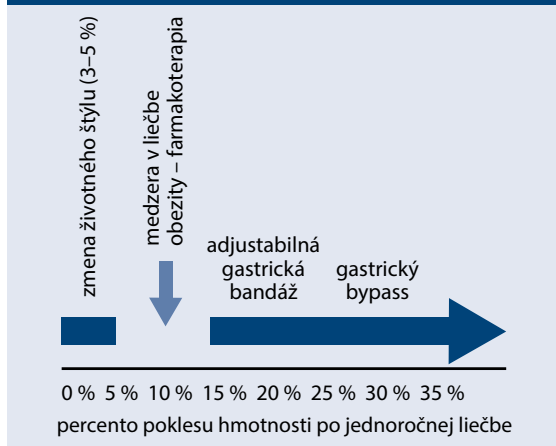 zmena životného štýlu (3–5 %)
medzera v liečbe
obezity – farmakoterapia
adjustabilná
gastrická
bandáž
gastrický
bypass
0 % 5 % 10 % 15 % 20 % 25 % 30 % 35 %
percento poklesu hmotnosti po jednoročnej liečbe